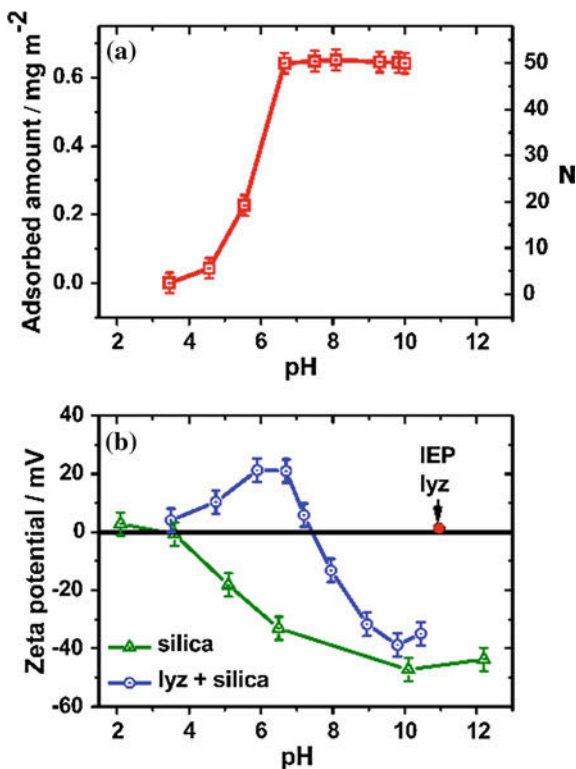 (a)
Adsorbed amount / mg m⁻²
0.6
0.4
0.2
0.0
50
40
30
20
10
0
N
2 4 6 8 10 12
pH
(b)
Zeta potential / mV
40
20
0
-20
-40
-60
IEP
lyz
silica
lyz + silica
2 4 6 8 10 12
pH